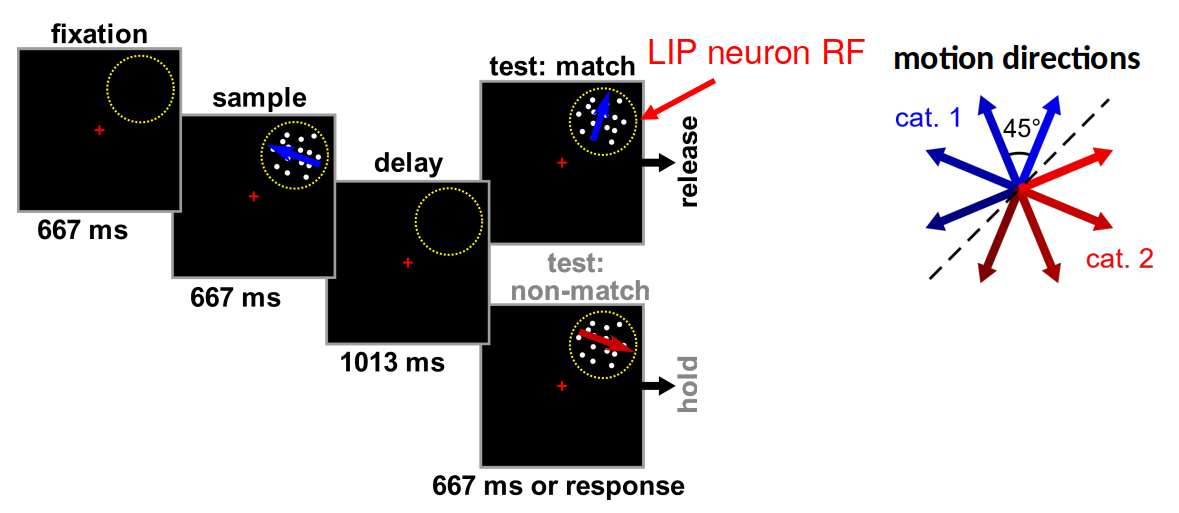 fixation
667 ms
sample
667 ms
delay
1013 ms
test: match
LIP neuron RF
release
test:
non-match
hold
667 ms or response
motion directions
cat. 1
45°
cat. 2